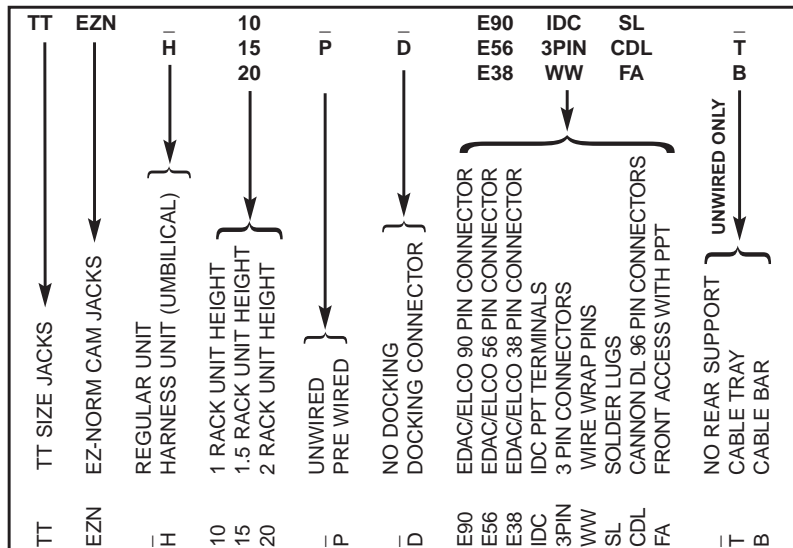 TT EZN _ 10 _ _ E90 IDC SL _
H 15 P D E56 3PIN CDL T
20 E38 WW FA B
UNWIRED ONLY
TT SIZE JACKS
EZ-NORM CAM JACKS
REGULAR UNIT
HARNESS UNIT (UMBILICAL)
1 RACK UNIT HEIGHT
1.5 RACK UNIT HEIGHT
2 RACK UNIT HEIGHT
UNWIRED
PRE WIRED
NO DOCKING
DOCKING CONNECTOR
EDAC/ELCO 90 PIN CONNECTOR
EDAC/ELCO 56 PIN CONNECTOR
EDAC/ELCO 38 PIN CONNECTOR
IDC PPT TERMINALS
3 PIN CONNECTORS
WIRE WRAP PINS
SOLDER LUGS
CANNON DL 96 PIN CONNECTORS
FRONT ACCESS WITH PPT
NO REAR SUPPORT
CABLE TRAY
CABLE BAR
TT
EZN
_
H
10
15
20
_
P
_
D
E90
E56
E38
IDC
3PIN
WW
SL
CDL
FA
_
T
B